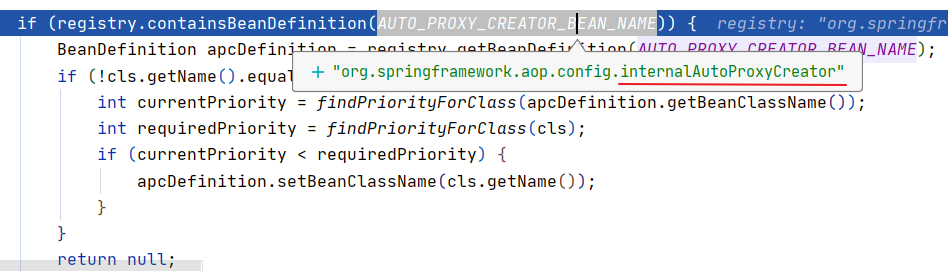 if (registry.containsBeanDefinition(AUTO_PROXY_CREATOR_BEAN_NAME)) { registry: "org.springfr
BeanDefinition apcDefinition = registry.getBeanDefinition(AUTO_PROXY_CREATOR_BEAN_NAME);
if (!cls.getName().equal
+ "org.springframework.aop.config.internalAutoProxyCreator"
int currentPriority = findPriorityForClass(apcDefinition.getBeanClassName());
int requiredPriority = findPriorityForClass(cls);
if (currentPriority < requiredPriority) {
apcDefinition.setBeanClassName(cls.getName());
}
}
return null;